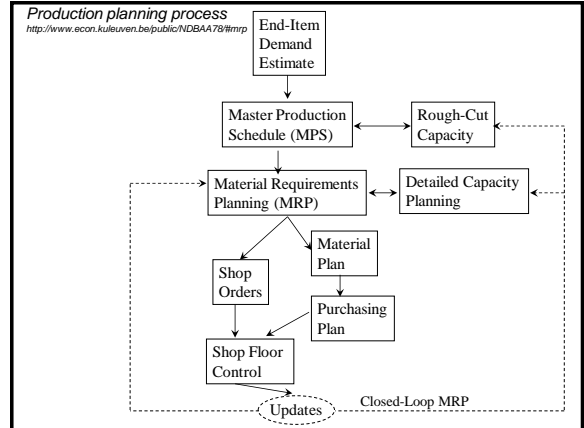 Production planning process
http://www.econ.kuleuven.be/public/NDBAA78/#mrp
End-Item
Demand
Estimate
Master Production
Schedule (MPS)
Rough-Cut
Capacity
Material Requirements
Planning (MRP)
Detailed Capacity
Planning
Material
Plan
Shop
Orders
Purchasing
Plan
Shop Floor
Control
Updates
Closed-Loop MRP